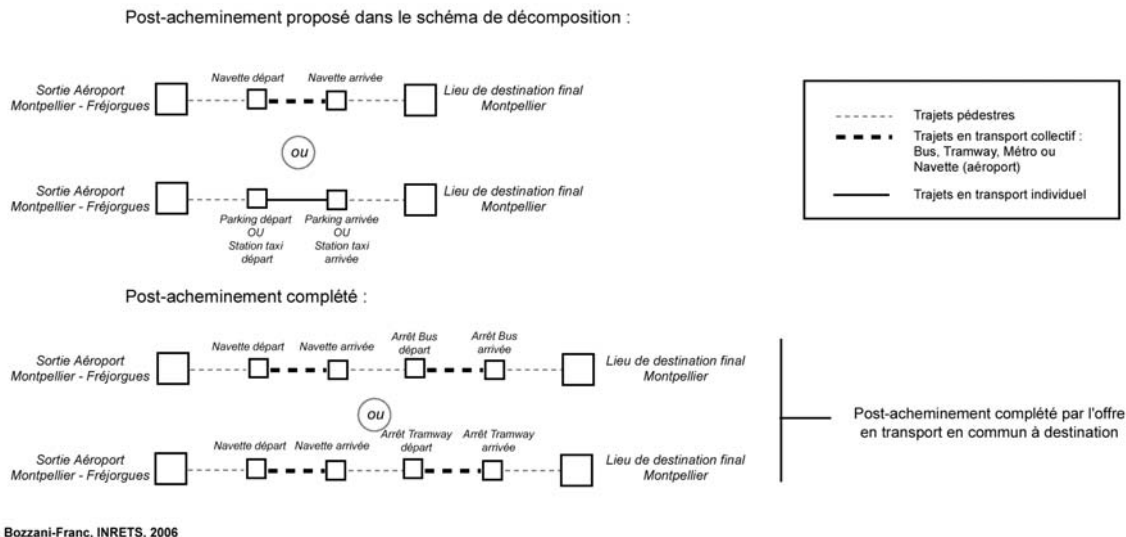 Post-acheminement proposé dans le schéma de décomposition :
Navette départ
Navette arrivée
Sortie Aéroport
Montpellier - Fréjorgues
Lieu de destination final
Montpellier
ou
Sortie Aéroport
Montpellier - Fréjorgues
Lieu de destination final
Montpellier
Parking départ
OU
Station taxi
départ
Parking arrivée
OU
Station taxi
arrivée
Trajets pédestres
Trajets en transport collectif :
Bus, Tramway, Métro ou
Navette (aéroport)
Trajets en transport individuel
Post-acheminement complété :
Navette départ
Navette arrivée
Arrêt Bus
départ
Arrêt Bus
arrivée
Sortie Aéroport
Montpellier - Fréjorgues
Lieu de destination final
Montpellier
ou
Navette départ
Navette arrivée
Arrêt Tramway
départ
Arrêt Tramway
arrivée
Sortie Aéroport
Montpellier - Fréjorgues
Lieu de destination final
Montpellier
Post-acheminement complété par l'offre
en transport en commun à destination
Bozzani-Franc, INRETS, 2006